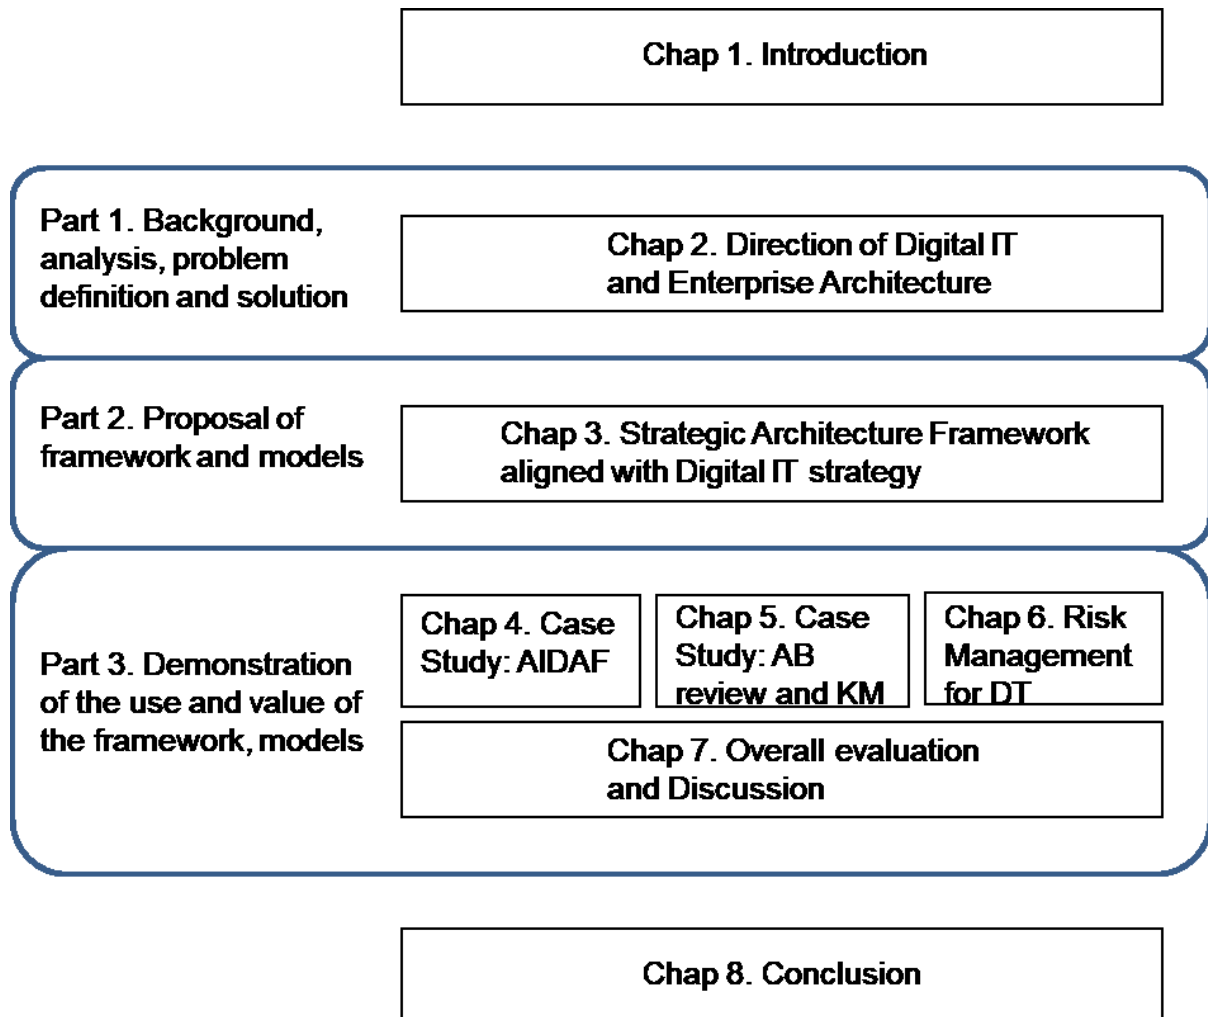 Chap 1. Introduction
Part 1. Background,
analysis, problem
definition and solution
Chap 2. Direction of Digital IT
and Enterprise Architecture
Part 2. Proposal of
framework and models
Chap 3. Strategic Architecture Framework
aligned with Digital IT strategy
Part 3. Demonstration
of the use and value of
the framework, models
Chap 4. Case
Study: AIDAF
Chap 5. Case
Study: AB
review and KM
Chap 6. Risk
Management
for DT
Chap 7. Overall evaluation
and Discussion
Chap 8. Conclusion